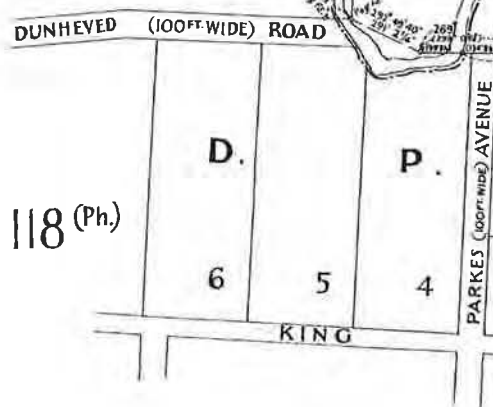 DUNHEVED (100FT. WIDE) ROAD
D. P.
118 (Ph.)
6 5 4
PARKES (100FT. WIDE) AVENUE
KING